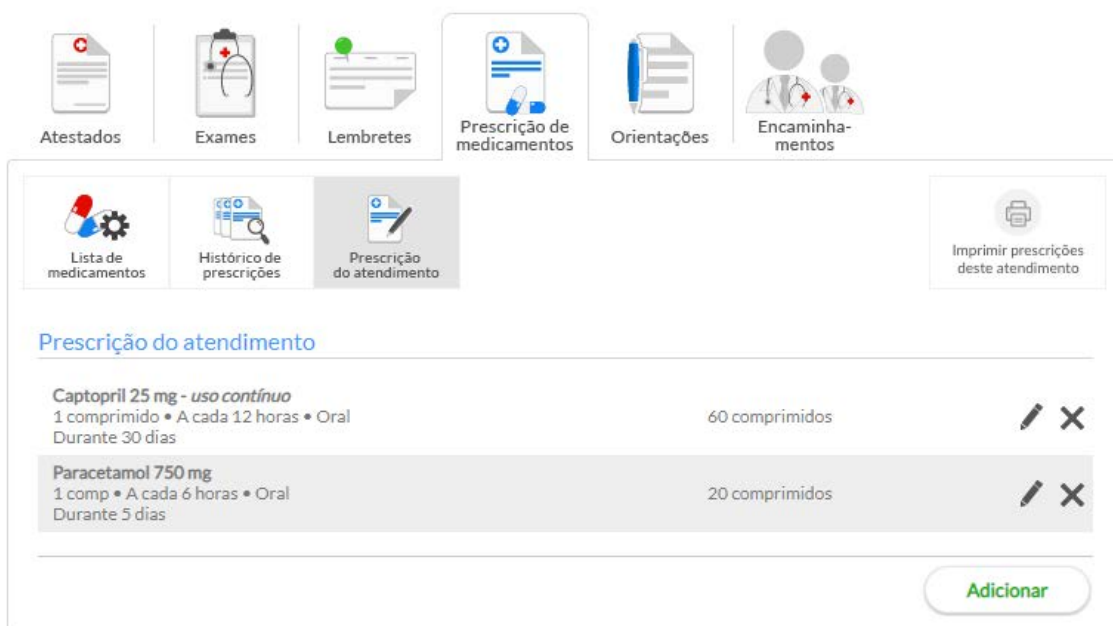 Atestados
Exames
Lembretes
Prescrição de
medicamentos
Orientações
Encaminha-
mentos
Lista de
medicamentos
Histórico de
prescrições
Prescrição
do atendimento
Imprimir prescrições
deste atendimento
Prescrição do atendimento
Captopril 25 mg - uso contínuo
1 comprimido • A cada 12 horas • Oral
Durante 30 dias
60 comprimidos
Paracetamol 750 mg
1 comp • A cada 6 horas • Oral
Durante 5 dias
20 comprimidos
Adicionar